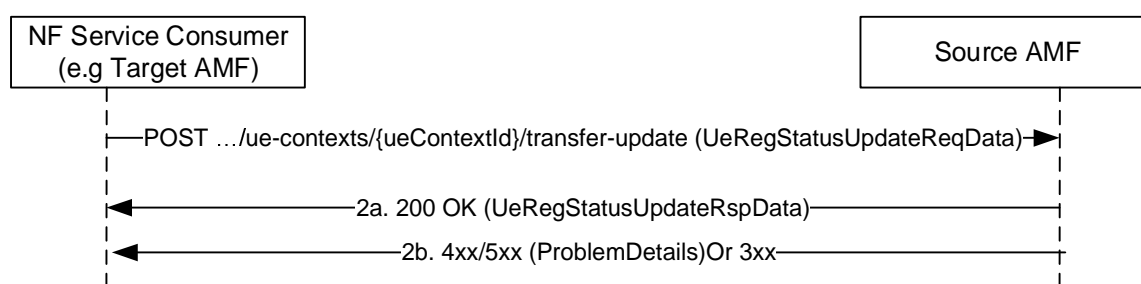 NF Service Consumer
(e.g Target AMF)
Source AMF
POST …/ue-contexts/{ueContextId}/transfer-update (UeRegStatusUpdateReqData)
2a. 200 OK (UeRegStatusUpdateRspData)
2b. 4xx/5xx (ProblemDetails)Or 3xx